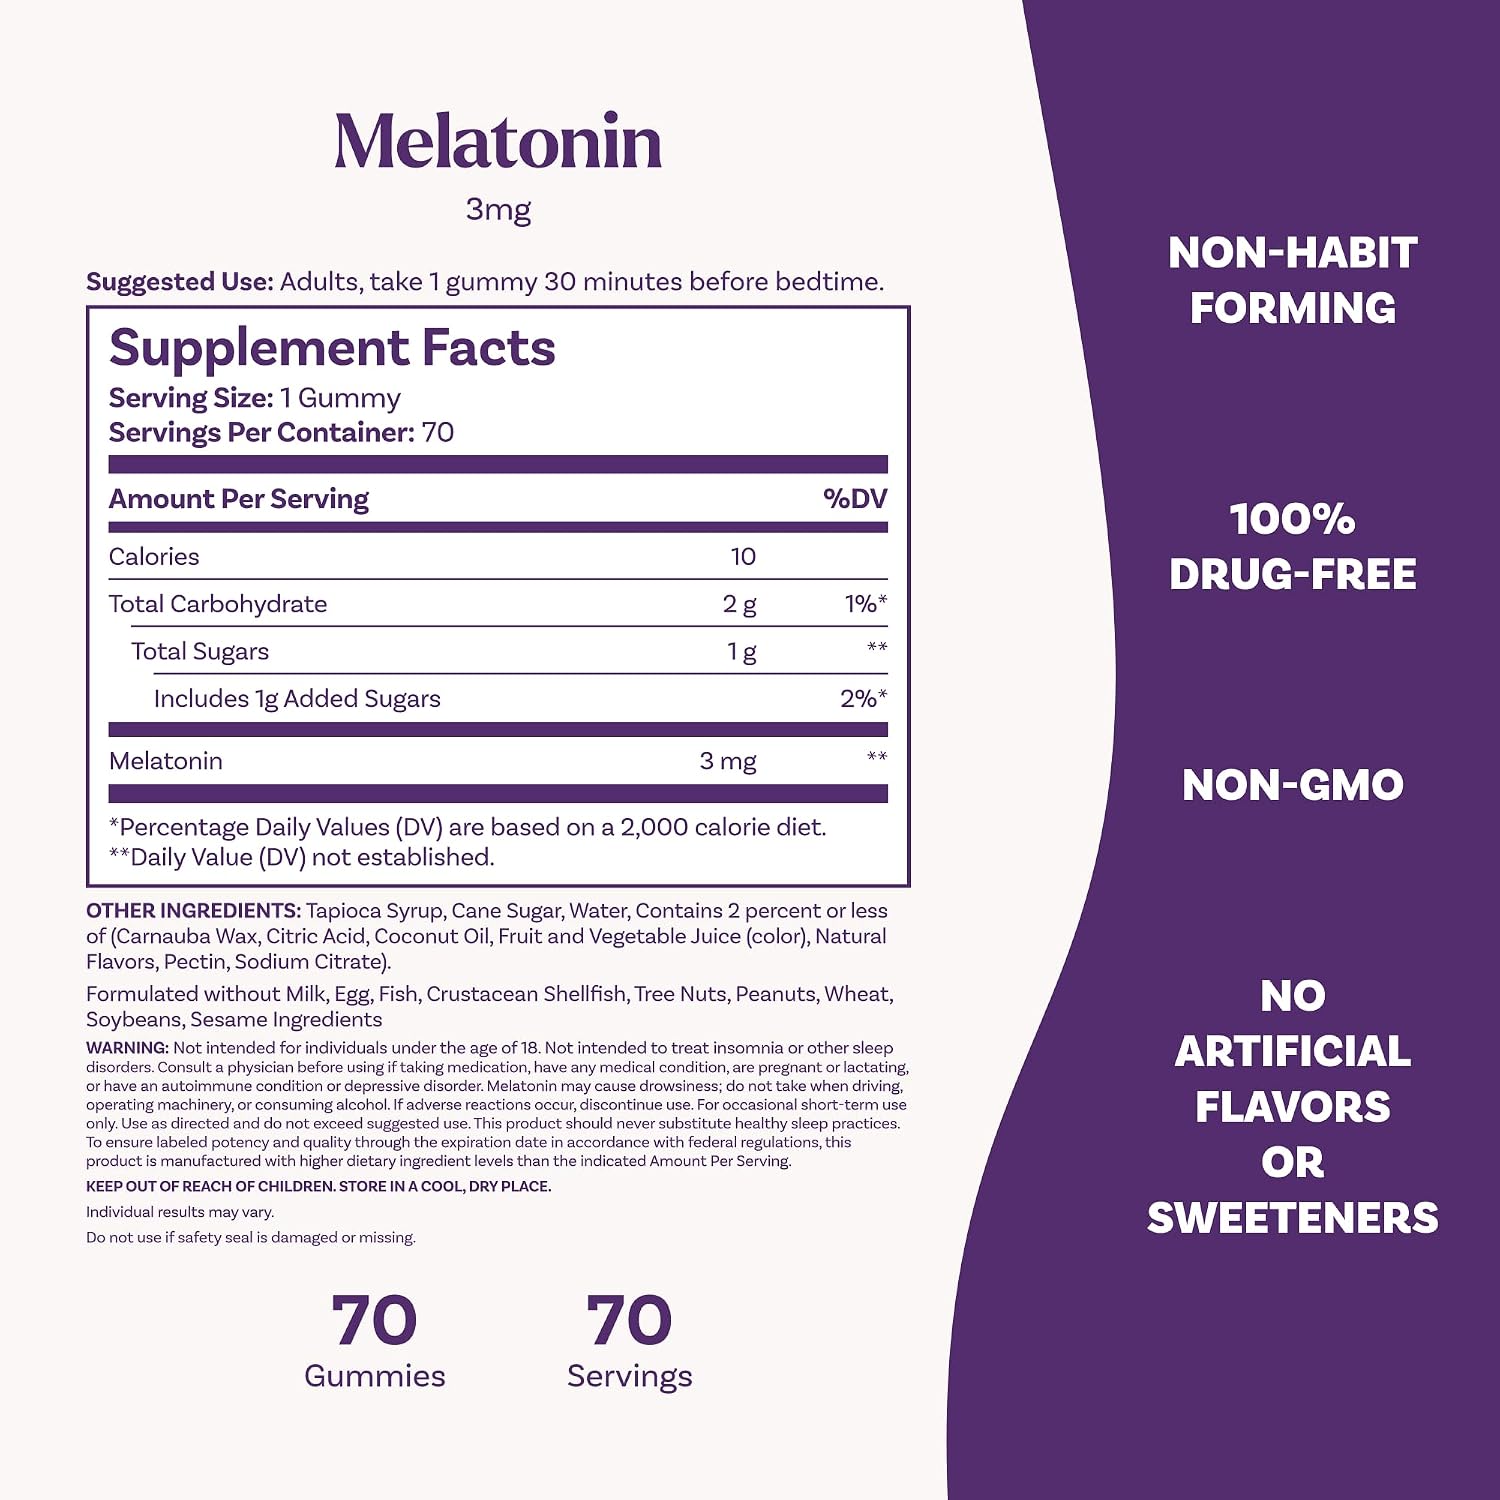 Melatonin
3mg
Suggested Use: Adults, take 1 gummy 30 minutes before bedtime.
Supplement Facts
Serving Size: 1 Gummy
Servings Per Container: 70
Amount Per Serving %DV
Calories 10
Total Carbohydrate 2 g 1%*
Total Sugars 1 g **
Includes 1g Added Sugars 2%*
Melatonin 3 mg **
*Percentage Daily Values (DV) are based on a 2,000 calorie diet.
**Daily Value (DV) not established.
OTHER INGREDIENTS: Tapioca Syrup, Cane Sugar, Water, Contains 2 percent or less
of (Carnauba Wax, Citric Acid, Coconut Oil, Fruit and Vegetable Juice (color), Natural
Flavors, Pectin, Sodium Citrate).
Formulated without Milk, Egg, Fish, Crustacean Shellfish, Tree Nuts, Peanuts, Wheat,
Soybeans, Sesame Ingredients
WARNING: Not intended for individuals under the age of 18. Not intended to treat insomnia or other sleep
disorders. Consult a physician before using if taking medication, have any medical condition, are pregnant or lactating,
or have an autoimmune condition or depressive disorder. Melatonin may cause drowsiness; do not take when driving,
operating machinery, or consuming alcohol. If adverse reactions occur, discontinue use. For occasional short-term use
only. Use as directed and do not exceed suggested use. This product should never substitute healthy sleep practices.
To ensure labeled potency and quality through the expiration date in accordance with federal regulations, this
product is manufactured with higher dietary ingredient levels than the indicated Amount Per Serving.
KEEP OUT OF REACH OF CHILDREN. STORE IN A COOL, DRY PLACE.
Individual results may vary.
Do not use if safety seal is damaged or missing.
70 70
Gummies Servings
NON-HABIT
FORMING
100%
DRUG-FREE
NON-GMO
NO
ARTIFICIAL
FLAVORS
OR
SWEETENERS